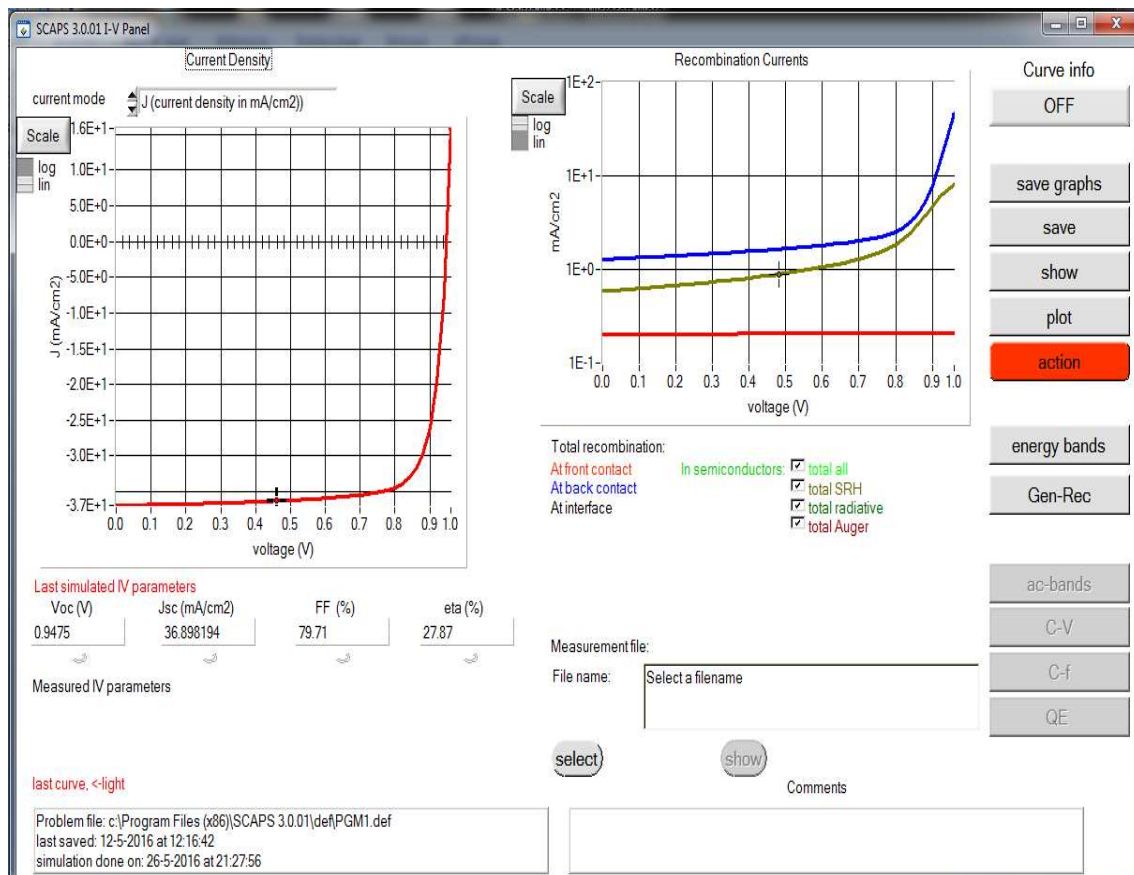 SCAPS 3.0.01 I-V Panel
Current Density
current mode
J (current density in mA/cm2))
Scale
log
lin
1.6E+1
1.0E+1
5.0E+0
0.0E+0
-5.0E+0
-1.0E+1
-1.5E+1
-2.0E+1
-2.5E+1
-3.0E+1
-3.7E+1
J (mA/cm2)
0.0 0.1 0.2 0.3 0.4 0.5 0.6 0.7 0.8 0.9 1.0
voltage (V)
Recombination Currents
Scale
log
lin
1E+2
1E+1
1E+0
1E-1
mA/cm2
0.0 0.1 0.2 0.3 0.4 0.5 0.6 0.7 0.8 0.9 1.0
voltage (V)
Total recombination:
At front contact
At back contact
At interface
In semiconductors:
total all
total SRH
total radiative
total Auger
Curve info
OFF
save graphs
save
show
plot
action
energy bands
Gen-Rec
ac-bands
C-V
C-f
QE
Last simulated IV parameters
Voc (V) Jsc (mA/cm2) FF (%) eta (%)
0.9475 36.898194 79.71 27.87
Measured IV parameters
Measurement file:
File name:
Select a filename
select
show
last curve, <-light
Comments
Problem file: c:\Program Files (x86)\SCAPS 3.0.01\def\PGM1.def
last saved: 12-5-2016 at 12:16:42
simulation done on: 26-5-2016 at 21:27:56